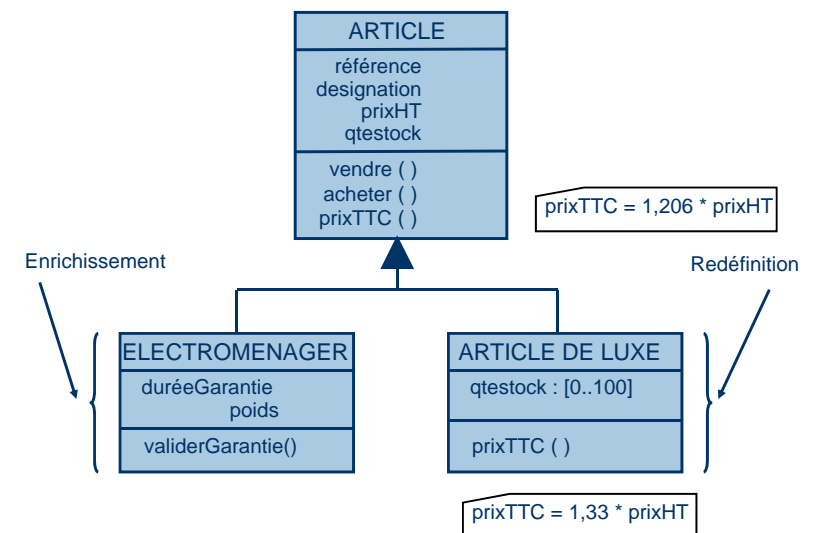 ARTICLE
référence
designation
prixHT
qtestock
vendre ( )
acheter ( )
prixTTC ( )
prixTTC = 1,206 * prixHT
Enrichissement
Redéfinition
ELECTROMENAGER
duréeGarantie
poids
validerGarantie()
ARTICLE DE LUXE
qtestock : [0..100]
prixTTC ( )
prixTTC = 1,33 * prixHT